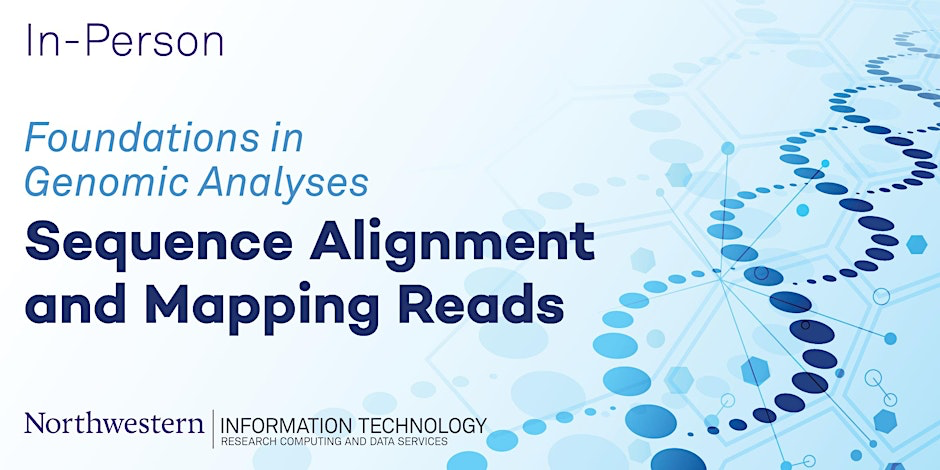 In-Person
Foundations in
Genomic Analyses
Sequence Alignment
and Mapping Reads
Northwestern | INFORMATION TECHNOLOGY
RESEARCH COMPUTING AND DATA SERVICES